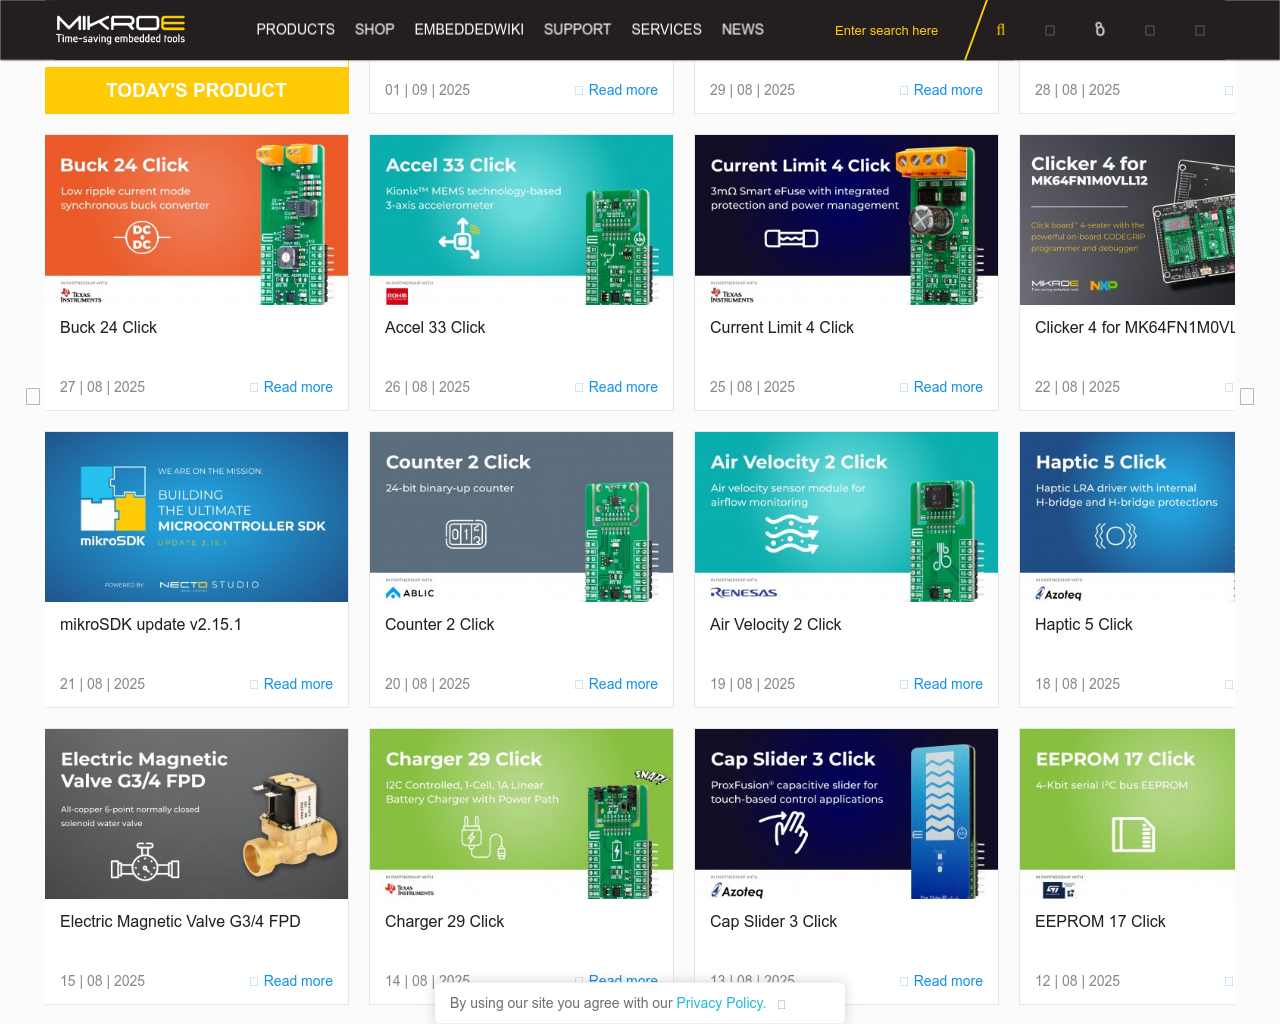 MIKROE
Time-saving embedded tools
PRODUCTS SHOP EMBEDDEDWIKI SUPPORT SERVICES NEWS
Enter search here
TODAY'S PRODUCT
01 | 09 | 2025 Read more
29 | 08 | 2025 Read more
28 | 08 | 2025
Buck 24 Click
Low ripple current mode
synchronous buck converter
DC
DC
IN PARTNERSHIP WITH
TEXAS
INSTRUMENTS
Buck 24 Click
27 | 08 | 2025 Read more
Accel 33 Click
Kionix™ MEMS technology-based
3-axis accelerometer
IN PARTNERSHIP WITH
ROHM
Accel 33 Click
26 | 08 | 2025 Read more
Current Limit 4 Click
3mΩ Smart eFuse with integrated
protection and power management
IN PARTNERSHIP WITH
TEXAS
INSTRUMENTS
Current Limit 4 Click
25 | 08 | 2025 Read more
Clicker 4 for
MK64FN1M0VLL12
Click board™ 4-seater with the
powerful on-board CODEGRIP
programmer and debugger!
MIKROE
Time-saving embedded tools
NXP
Clicker 4 for MK64FN1M0VL
22 | 08 | 2025
mikroSDK
WE ARE ON THE MISSION:
BUILDING
THE ULTIMATE
MICROCONTROLLER SDK
UPDATE 2.15.1
POWERED BY: NECTO STUDIO
mikroSDK update v2.15.1
21 | 08 | 2025 Read more
Counter 2 Click
24-bit binary-up counter
IN PARTNERSHIP WITH
ABLIC
Counter 2 Click
20 | 08 | 2025 Read more
Air Velocity 2 Click
Air velocity sensor module for
airflow monitoring
IN PARTNERSHIP WITH
RENESAS
Air Velocity 2 Click
19 | 08 | 2025 Read more
Haptic 5 Click
Haptic LRA driver with internal
H-bridge and H-bridge protections
IN PARTNERSHIP WITH
Azoteq
Haptic 5 Click
18 | 08 | 2025
Electric Magnetic
Valve G3/4 FPD
All-copper 6-point normally closed
solenoid water valve
Electric Magnetic Valve G3/4 FPD
15 | 08 | 2025 Read more
Charger 29 Click
I2C Controlled, 1-Cell, 1A Linear
Battery Charger with Power Path
SNAP!
IN PARTNERSHIP WITH
TEXAS
INSTRUMENTS
Charger 29 Click
14 | 08 | 2025 Read more
Cap Slider 3 Click
ProxFusion® capacitive slider for
touch-based control applications
IN PARTNERSHIP WITH
Azoteq
Cap Slider 3 Click
13 | 08 | 2025 Read more
EEPROM 17 Click
4-Kbit serial I²C bus EEPROM
IN PARTNERSHIP WITH
ST
EEPROM 17 Click
12 | 08 | 2025
By using our site you agree with our Privacy Policy.